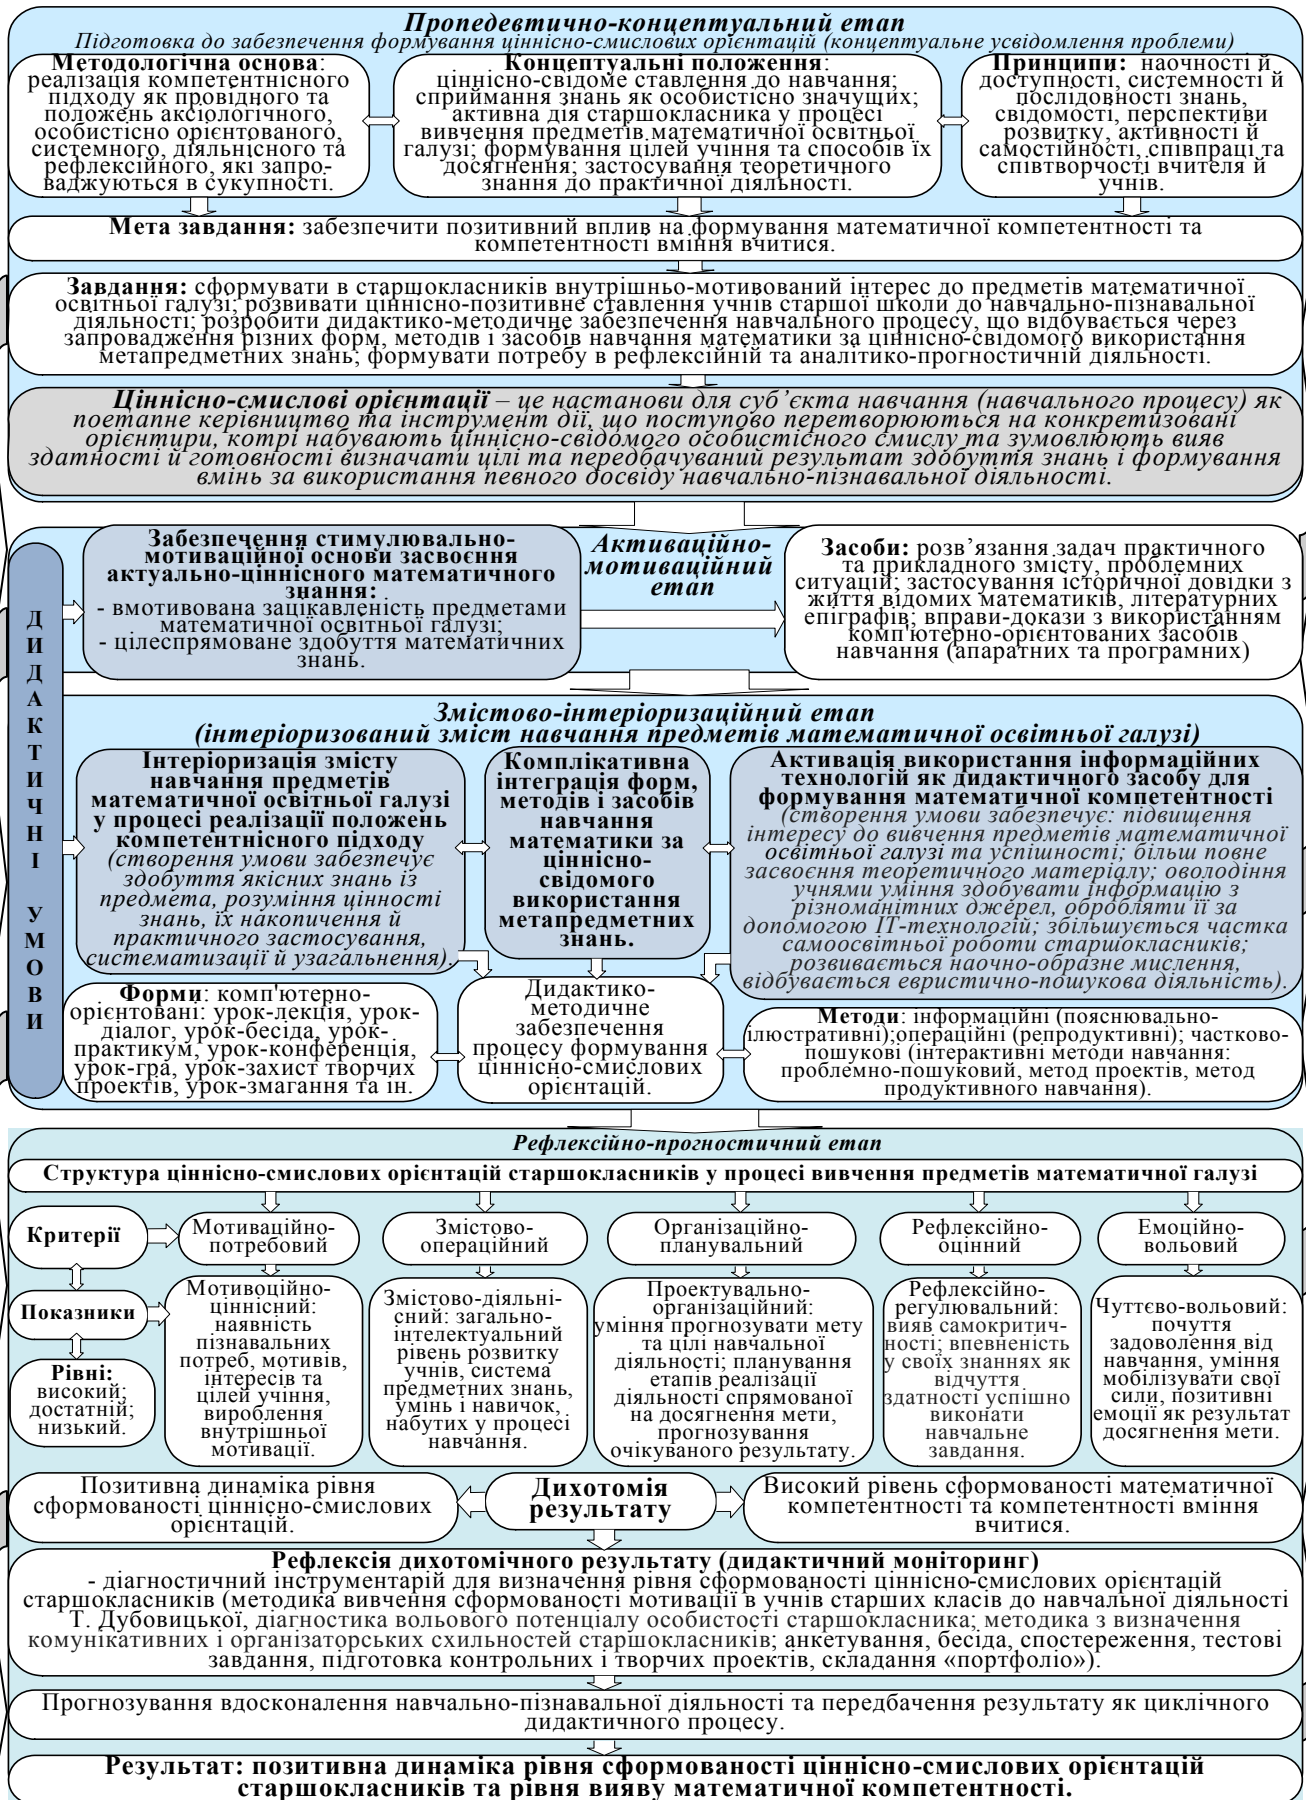 Пропедевтично-концептуальний етап
Підготовка до забезпечення формування ціннісно-смислових орієнтацій (концептуальне усвідомлення проблеми)
Методологічна основа:
реалізація компетентнісного
підходу як провідного та
положень аксіологічного,
особистісно орієнтованого,
системного, діяльнісного та
рефлексійного, які запро-
ваджуються в сукупності.
Концептуальні положення:
ціннісно-свідоме ставлення до навчання;
сприймання знань як особистісно значущих;
активна дія старшокласника у процесі
вивчення предметів математичної освітньої
галузі; формування цілей учіння та способів їх
досягнення; застосування теоретичного
знання до практичної діяльності.
Принципи: наочності й
доступності, системності й
послідовності знань,
свідомості, перспективи
розвитку, активності й
самостійності, співпраці та
співтворчості вчителя й
учнів.
Мета завдання: забезпечити позитивний вплив на формування математичної компетентності та
компетентності вміння вчитися.
Завдання: сформувати в старшокласників внутрішньо-мотивований інтерес до предметів математичної
освітньої галузі; розвивати ціннісно-позитивне ставлення учнів старшої школи до навчально-пізнавальної
діяльності; розробити дидактико-методичне забезпечення навчального процесу, що відбувається через
запровадження різних форм, методів і засобів навчання математики за ціннісно-свідомого використання
метапредметних знань; формувати потребу в рефлексійній та аналітико-прогностичній діяльності.
Ціннісно-смислові орієнтації – це настанови для суб’єкта навчання (навчального процесу) як
поетапне керівництво та інструмент дії, що поступово перетворюються на конкретизовані
орієнтири, котрі набувають ціннісно-свідомого особистісного смислу та зумовлюють вияв
здатності й готовності визначати цілі та передбачуваний результат здобуття знань і формування
вмінь за використання певного досвіду навчально-пізнавальної діяльності.
ДИДАКТИЧНІ УМОВИ
Забезпечення стимулювально-
мотиваційної основи засвоєння
актуально-ціннісного математичного
знання:
- вмотивована зацікавленість предметами
математичної освітньої галузі;
- цілеспрямоване здобуття математичних
знань.
Активаційно-
мотиваційний
етап
Засоби: розв’язання задач практичного
та прикладного змісту, проблемних
ситуацій; застосування історичної довідки з
життя відомих математиків, літературних
епіграфів; вправи-докази з використанням
комп'ютерно-орієнтованих засобів
навчання (апаратних та програмних)
Змістово-інтеріоризаційний етап
(інтеріоризований зміст навчання предметів математичної освітньої галузі)
Інтеріоризація змісту
навчання предметів
математичної освітньої галузі
у процесі реалізації положень
компетентнісного підходу
(створення умови забезпечує
здобуття якісних знань із
предмета, розуміння цінності
знань, їх накопичення й
практичного застосування,
систематизації й узагальнення).
Комплікативна
інтеграція форм,
методів і засобів
навчання
математики за
ціннісно-
свідомого
використання
метапредметних
знань.
Активація використання інформаційних
технологій як дидактичного засобу для
формування математичної компетентності
(створення умови забезпечує: підвищення
інтересу до вивчення предметів математичної
освітньої галузі та успішності; більш повне
засвоєння теоретичного матеріалу; оволодіння
учнями уміння здобувати інформацію з
різноманітних джерел, обробляти її за
допомогою ІТ-технологій; збільшується частка
самоосвітньої роботи старшокласників;
розвивається наочно-образне мислення,
відбувається евристично-пошукова діяльність).
Форми: комп'ютерно-
орієнтовані: урок-лекція, урок-
діалог, урок-бесіда, урок-
практикум, урок-конференція,
урок-гра, урок-захист творчих
проектів, урок-змагання та ін.
Дидактико-
методичне
забезпечення
процесу формування
ціннісно-смислових
орієнтацій.
Методи: інформаційні (пояснювально-
ілюстративні);операційні (репродуктивні); частково-
пошукові (інтерактивні методи навчання:
проблемно-пошуковий, метод проектів, метод
продуктивного навчання).
Рефлексійно-прогностичний етап
Структура ціннісно-смислових орієнтацій старшокласників у процесі вивчення предметів математичної галузі
Критерії
Мотиваційно-
потребовий
Змістово-
операційний
Організаційно-
планувальний
Рефлексійно-
оцінний
Емоційно-
вольовий
Показники
Мотивоційно-
ціннісний:
наявність
пізнавальних
потреб, мотивів,
інтересів та
цілей учіння,
вироблення
внутрішньої
мотивації.
Змістово-діяльні-
сний: загально-
інтелектуальний
рівень розвитку
учнів, система
предметних знань,
умінь і навичок,
набутих у процесі
навчання.
Проектувально-
організаційний:
уміння прогнозувати мету
та цілі навчальної
діяльності; планування
етапів реалізації
діяльності спрямованої
на досягнення мети,
прогнозування
очікуваного результату.
Рефлексійно-
регулювальний:
вияв самокритич-
ності; впевненість
у своїх знаннях як
відчуття
здатності успішно
виконати
навчальне
завдання.
Чуттєво-вольовий:
почуття
задоволення від
навчання, уміння
мобілізувати свої
сили, позитивні
емоції як результат
досягнення мети.
Рівні:
високий;
достатній;
низький.
Позитивна динаміка рівня
сформованості ціннісно-смислових
орієнтацій.
Дихотомія
результату
Високий рівень сформованості математичної
компетентності та компетентності вміння
вчитися.
Рефлексія дихотомічного результату (дидактичний моніторинг)
- діагностичний інструментарій для визначення рівня сформованості ціннісно-смислових орієнтацій
старшокласників (методика вивчення сформованості мотивації в учнів старших класів до навчальної діяльності
Т. Дубовицької, діагностика вольового потенціалу особистості старшокласника; методика з визначення
комунікативних і організаторських схильностей старшокласників; анкетування, бесіда, спостереження, тестові
завдання, підготовка контрольних і творчих проектів, складання «портфоліо»).
Прогнозування вдосконалення навчально-пізнавальної діяльності та передбачення результату як циклічного
дидактичного процесу.
Результат: позитивна динаміка рівня сформованості ціннісно-смислових орієнтацій
старшокласників та рівня вияву математичної компетентності.